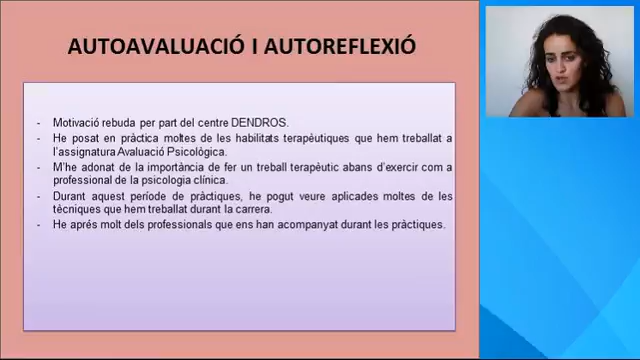 AUTOAVALUACIÓ I AUTOREFLEXIÓ
- Motivació rebuda per part del centre DENDROS.
- He posat en pràctica moltes de les habilitats terapèutiques que hem treballat a
l'assignatura Avaluació Psicològica.
- M'he adonat de la importància de fer un treball terapèutic abans d'exercir com a
professional de la psicologia clínica.
- Durant aquest període de pràctiques, he pogut veure aplicades moltes de les
tècniques que hem treballat durant la carrera.
- He aprés molt dels professionals que ens han acompanyat durant les pràctiques.